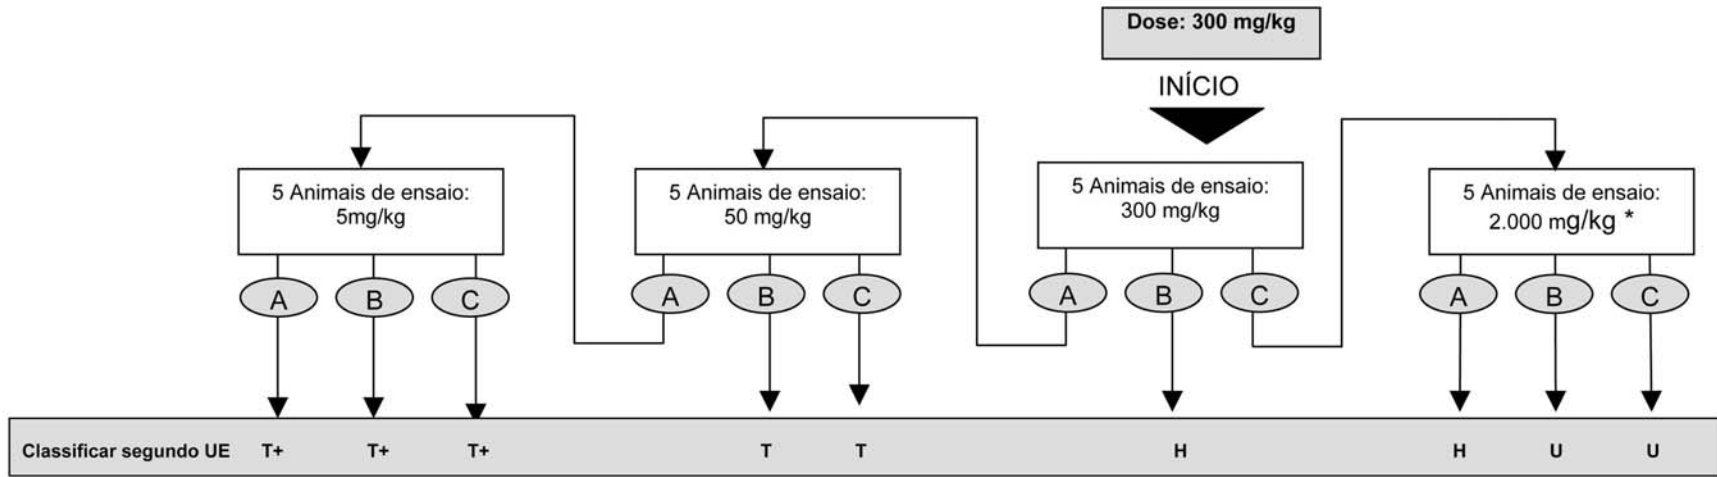 Dose: 300 mg/kg
INÍCIO
5 Animais de ensaio:
5mg/kg
5 Animais de ensaio:
50 mg/kg
5 Animais de ensaio:
300 mg/kg
5 Animais de ensaio:
2.000 mg/kg *
A B C A B C A B C A B C
Classificar segundo UE T+ T+ T+ T T H H U U